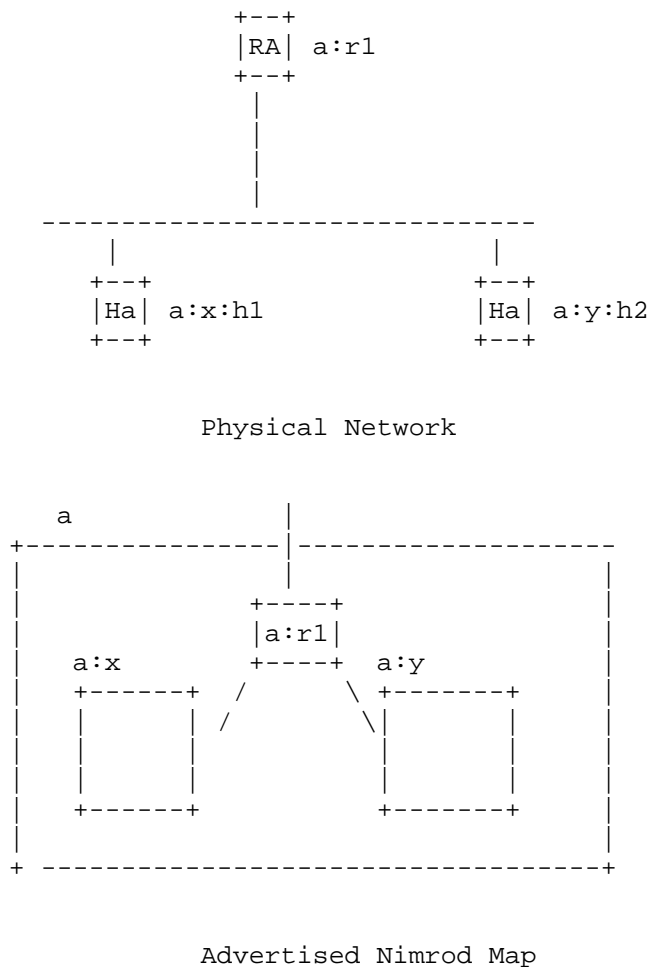 RA a:r1
Ha a:x:h1 Ha a:y:h2
Physical Network
a
a:r1
a:x a:y
Advertised Nimrod Map